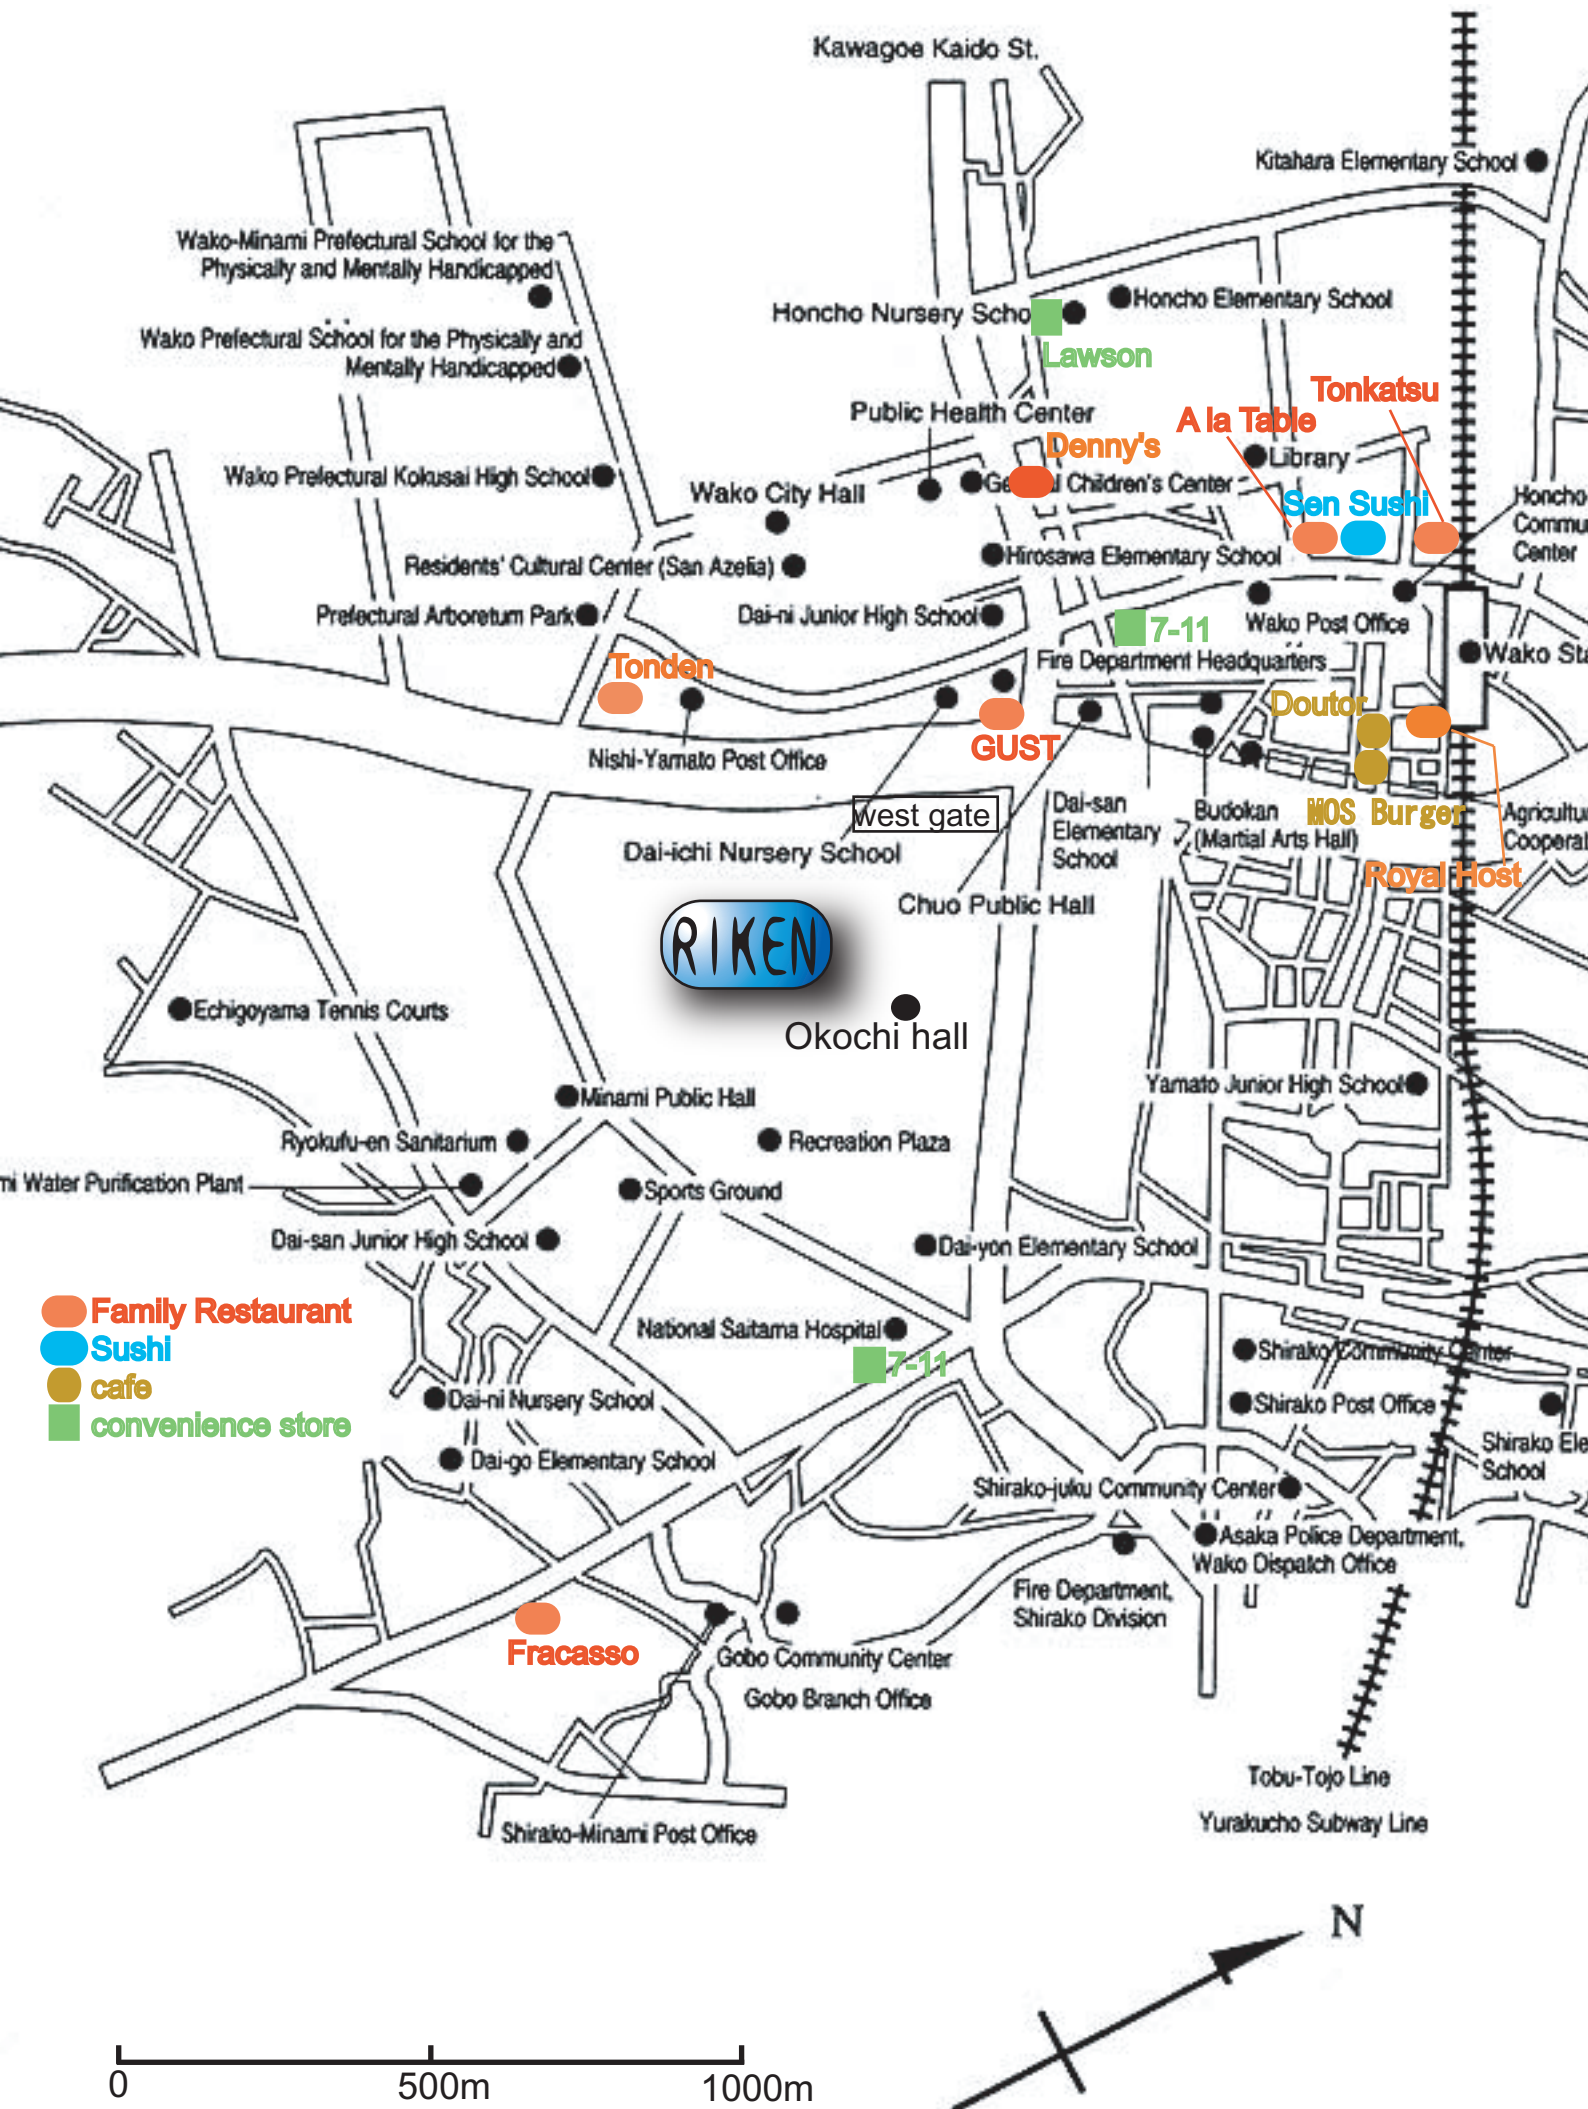 Kawagoe Kaido St.
Kitahara Elementary School
Wako-Minami Prefectural School for the
Physically and Mentally Handicapped
Honcho Nursery Scho
Honcho Elementary School
Wako Prefectural School for the Physically and
Mentally Handicapped
Lawson
Tonkatsu
Public Health Center
A la Table
Denny's
Library
Wako Prefectural Kokusai High School
Children's Center
Wako City Hall
Sen Sushi
Honcho
Commu
Center
Hirosawa Elementary School
Residents' Cultural Center (San Azelia)
Prefectural Arboretum Park
Dai-ni Junior High School
7-11
Wako Post Office
Wako Sta
Fire Department Headquarters
Tonden
Doutor
GUST
Nishi-Yamato Post Office
west gate
Dai-san
Elementary
School
Budokan
(Martial Arts Hall)
MOS Burger
Agricultu
Cooperat
Dai-ichi Nursery School
Royal Host
Chuo Public Hall
RIKEN
Echigoyama Tennis Courts
Okochi hall
Minami Public Hall
Yamato Junior High School
Ryokufu-en Sanitarium
Recreation Plaza
mi Water Purification Plant
Sports Ground
Dai-san Junior High School
Dai-yon Elementary School
Family Restaurant
Sushi
cafe
convenience store
National Saitama Hospital
7-11
Shirako Community Center
Dai-ni Nursery School
Shirako Post Office
Shirako Ele
School
Dai-go Elementary School
Shirako-juku Community Center
Asaka Police Department,
Wako Dispatch Office
Fire Department,
Shirako Division
Fracasso
Gobo Community Center
Gobo Branch Office
Tobu-Tojo Line
Yurakucho Subway Line
Shirako-Minami Post Office
N
0
500m
1000m